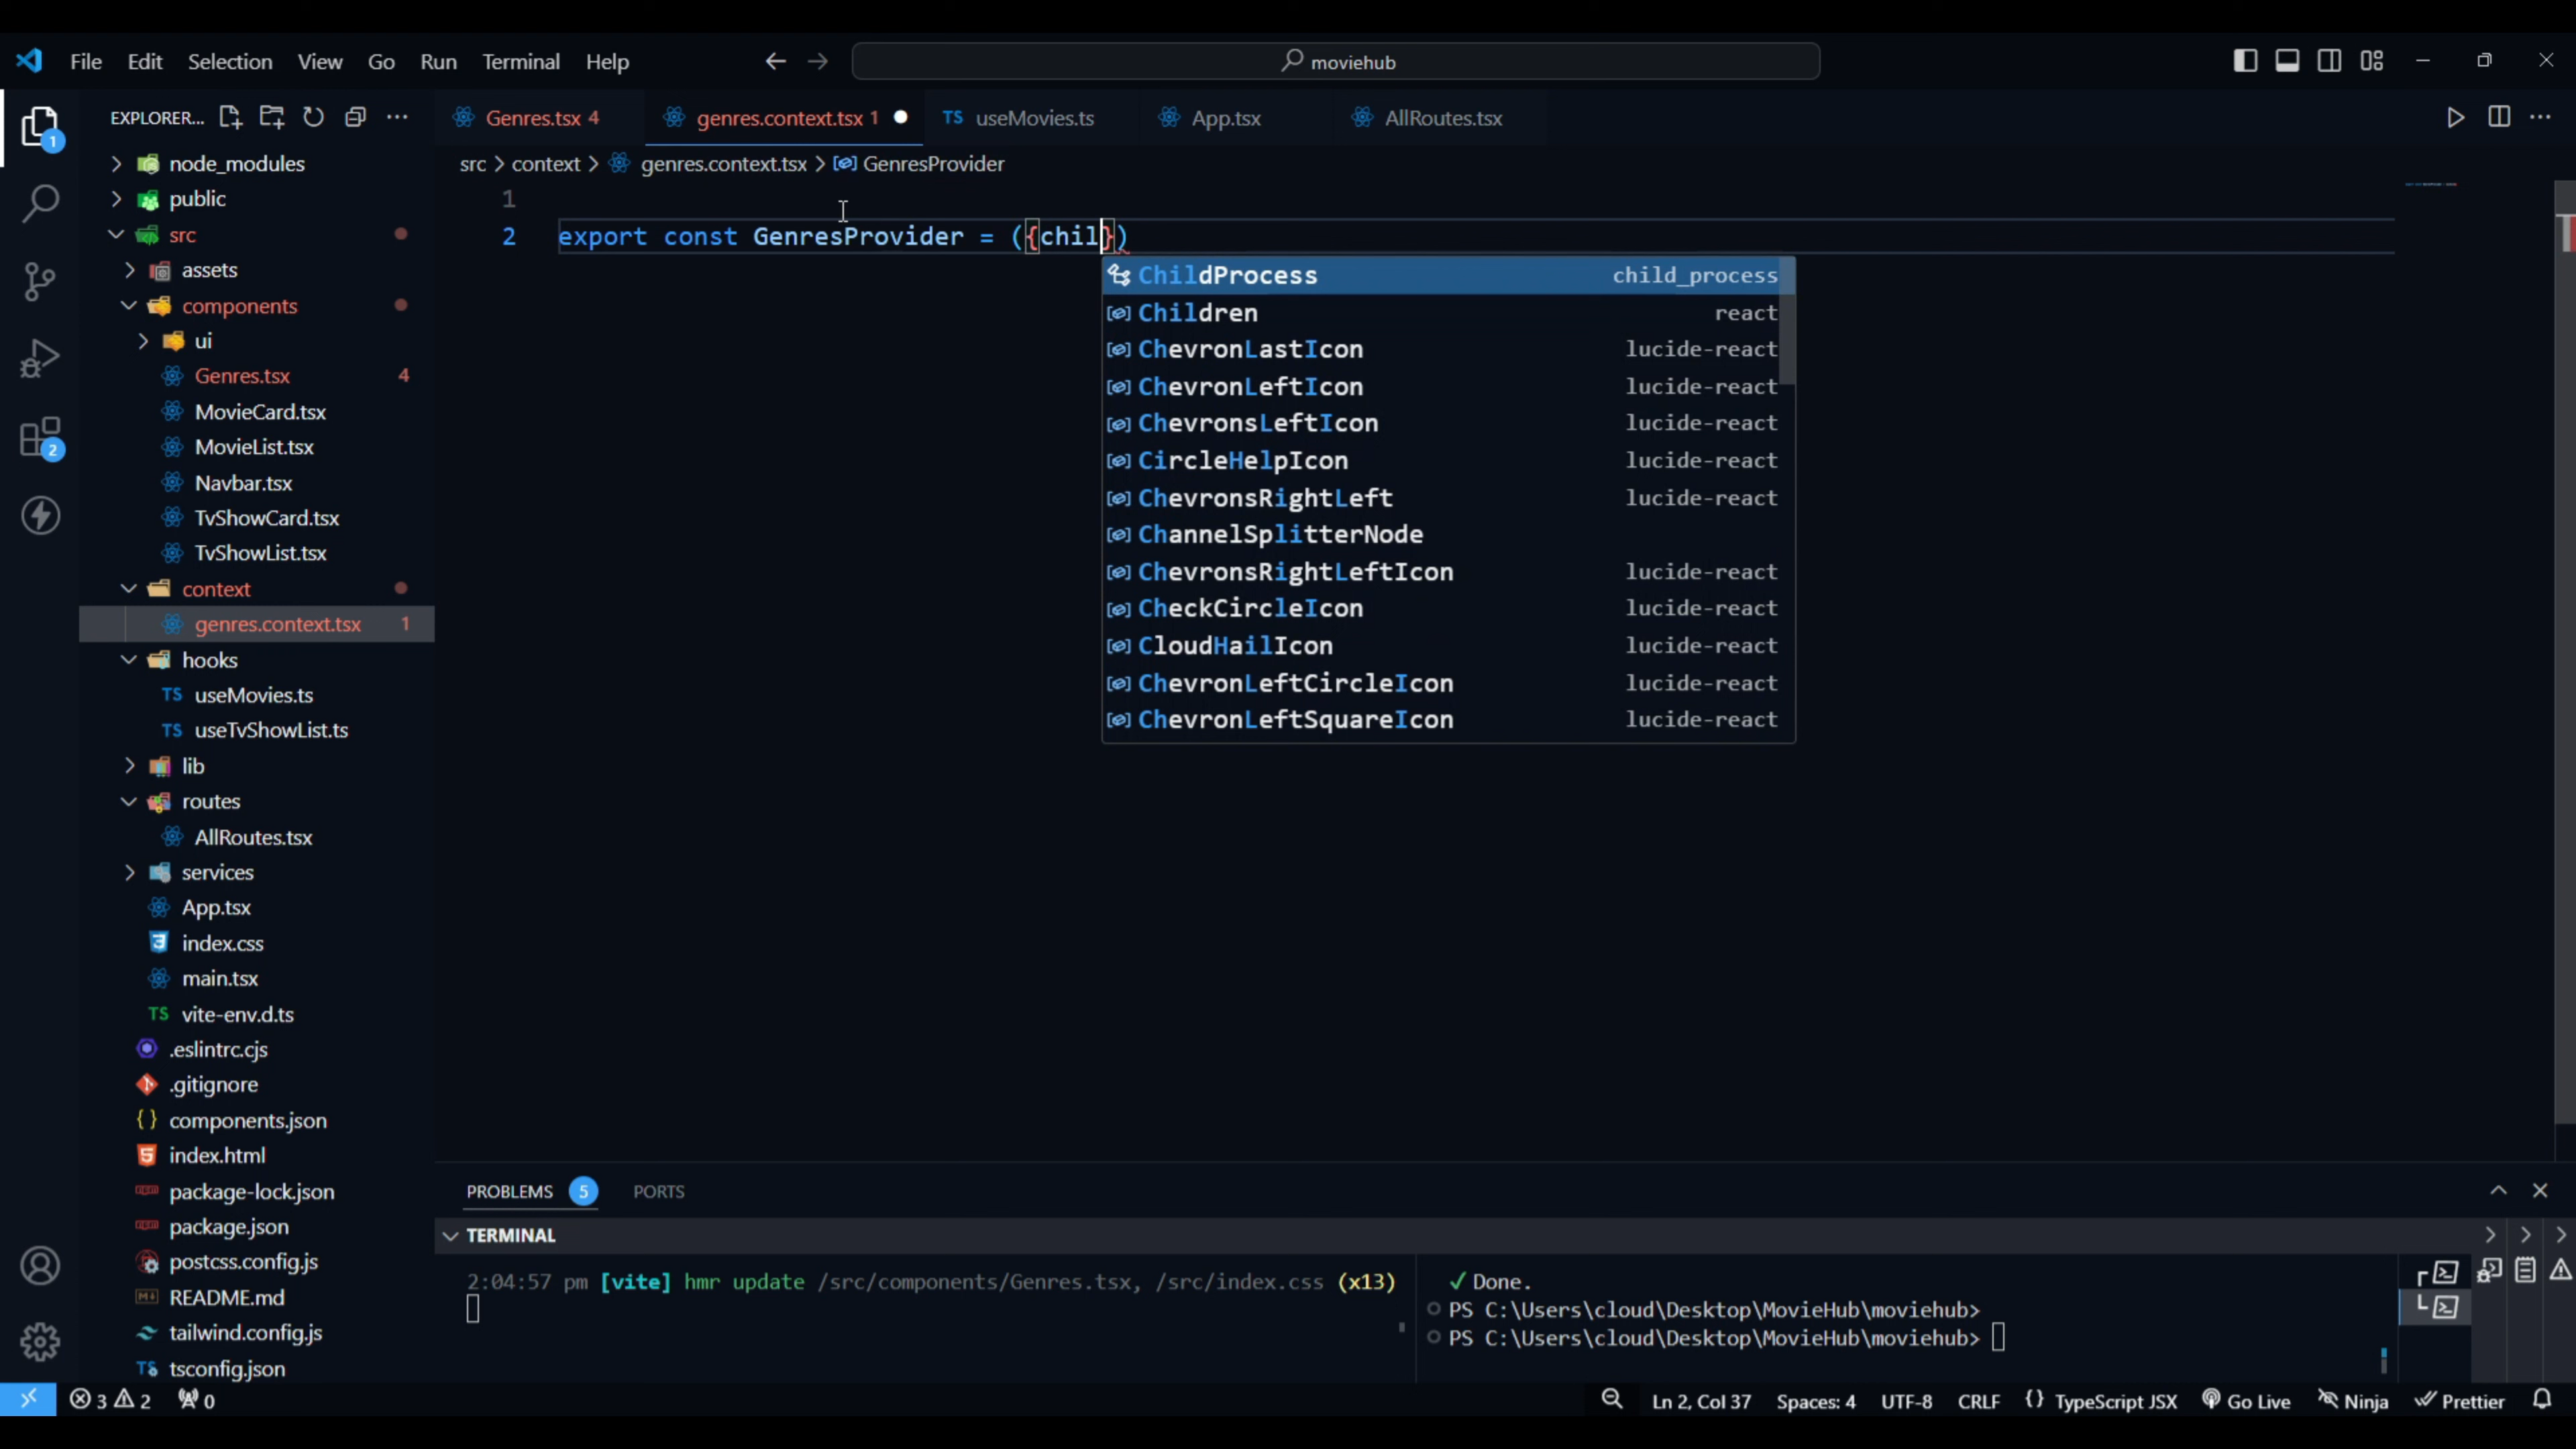 File Edit Selection View Go Run Terminal Help
moviehub
EXPLORER...
node_modules
public
src
assets
components
ui
Genres.tsx 4
MovieCard.tsx
MovieList.tsx
Navbar.tsx
TvShowCard.tsx
TvShowList.tsx
context
genres.context.tsx 1
hooks
TS useMovies.ts
TS useTvShowList.ts
lib
routes
AllRoutes.tsx
services
App.tsx
index.css
main.tsx
TS vite-env.d.ts
.eslintrc.cjs
.gitignore
{ } components.json
index.html
package-lock.json
package.json
postcss.config.js
README.md
tailwind.config.js
TS tsconfig.json
1
2
Genres.tsx 4 genres.context.tsx 1 TS useMovies.ts App.tsx AllRoutes.tsx
src > context > genres.context.tsx > GenresProvider
1
2 export const GenresProvider = ({chil})
ChildProcess child_process
Children react
ChevronLastIcon lucide-react
ChevronLeftIcon lucide-react
ChevronsLeftIcon lucide-react
CircleHelpIcon lucide-react
ChevronsRightLeft lucide-react
ChannelSplitterNode
ChevronsRightLeftIcon lucide-react
CheckCircleIcon lucide-react
CloudHailIcon lucide-react
ChevronLeftCircleIcon lucide-react
ChevronLeftSquareIcon lucide-react
PROBLEMS 5 PORTS
TERMINAL
2:04:57 pm [vite] hmr update /src/components/Genres.tsx, /src/index.css (x13)
✓ Done.
PS C:\Users\cloud\Desktop\MovieHub\moviehub>
PS C:\Users\cloud\Desktop\MovieHub\moviehub>
3 2 0 Ln 2, Col 37 Spaces: 4 UTF-8 CRLF { } TypeScript JSX Go Live Ninja Prettier